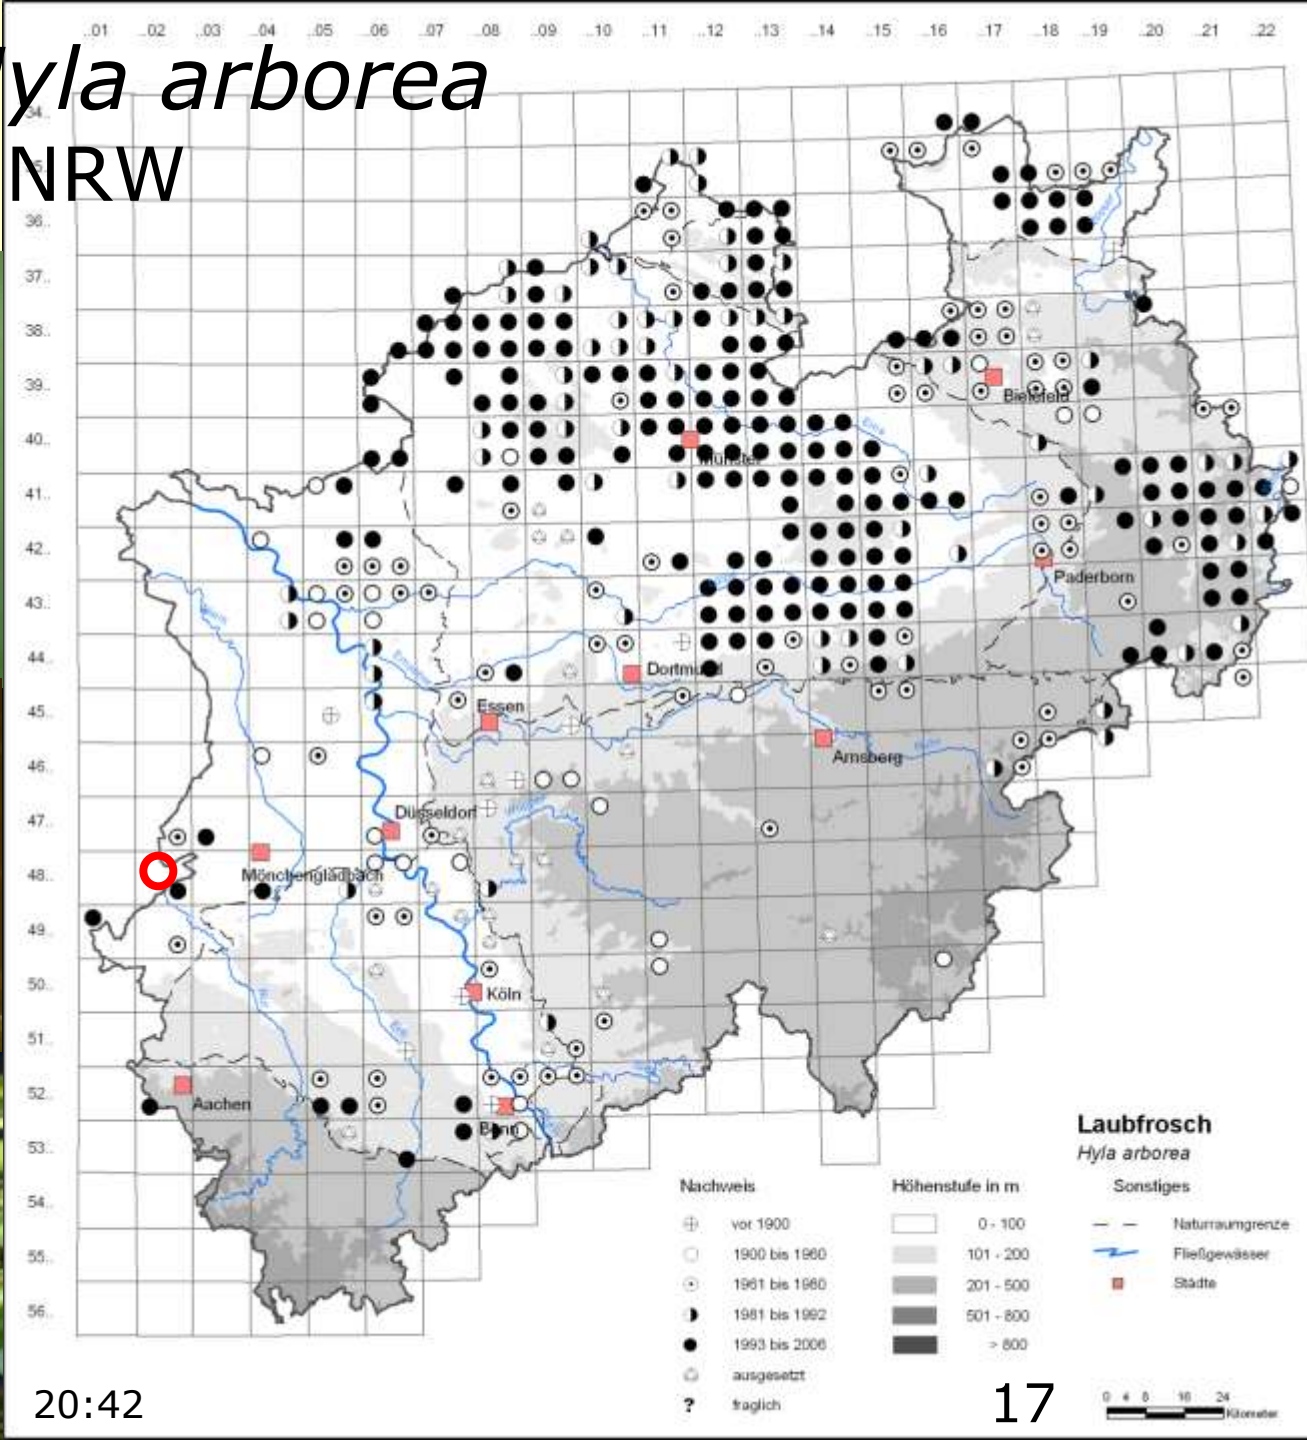 ..01 ..02 ..03 ..04 ..05 ..06 ..07 ..08 ..09 ..10 ..11 ..12 ..13 ..14 ..15 ..16 ..17 ..18 ..19 ..20 ..21 ..22
yla arborea
NRW
34..
36..
37..
38..
39..
40..
41..
42..
43..
44..
45..
46..
47..
48..
49..
50..
51..
52..
53..
54..
55..
56..
Bielefeld
Ems
Münster
Paderborn
Dortmund
Essen
Arnsberg
Düsseldorf
Mönchengladbach
Köln
Aachen
Bonn
Laubfrosch
Hyla arborea
Nachweis
vor 1900
1900 bis 1960
1961 bis 1980
1981 bis 1992
1993 bis 2006
ausgesetzt
? fraglich
Höhenstufe in m
0 - 100
101 - 200
201 - 500
501 - 800
> 800
Sonstiges
Naturraumgrenze
Fließgewässer
Städte
0 4 8 16 24
Kilometer
20:42
17